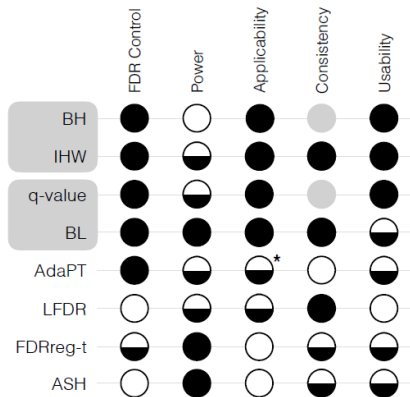 FDR Control
Power
Applicability
Consistency
Usability
BH
IHW
q-value
BL
AdaPT
*
LFDR
FDRreg-t
ASH